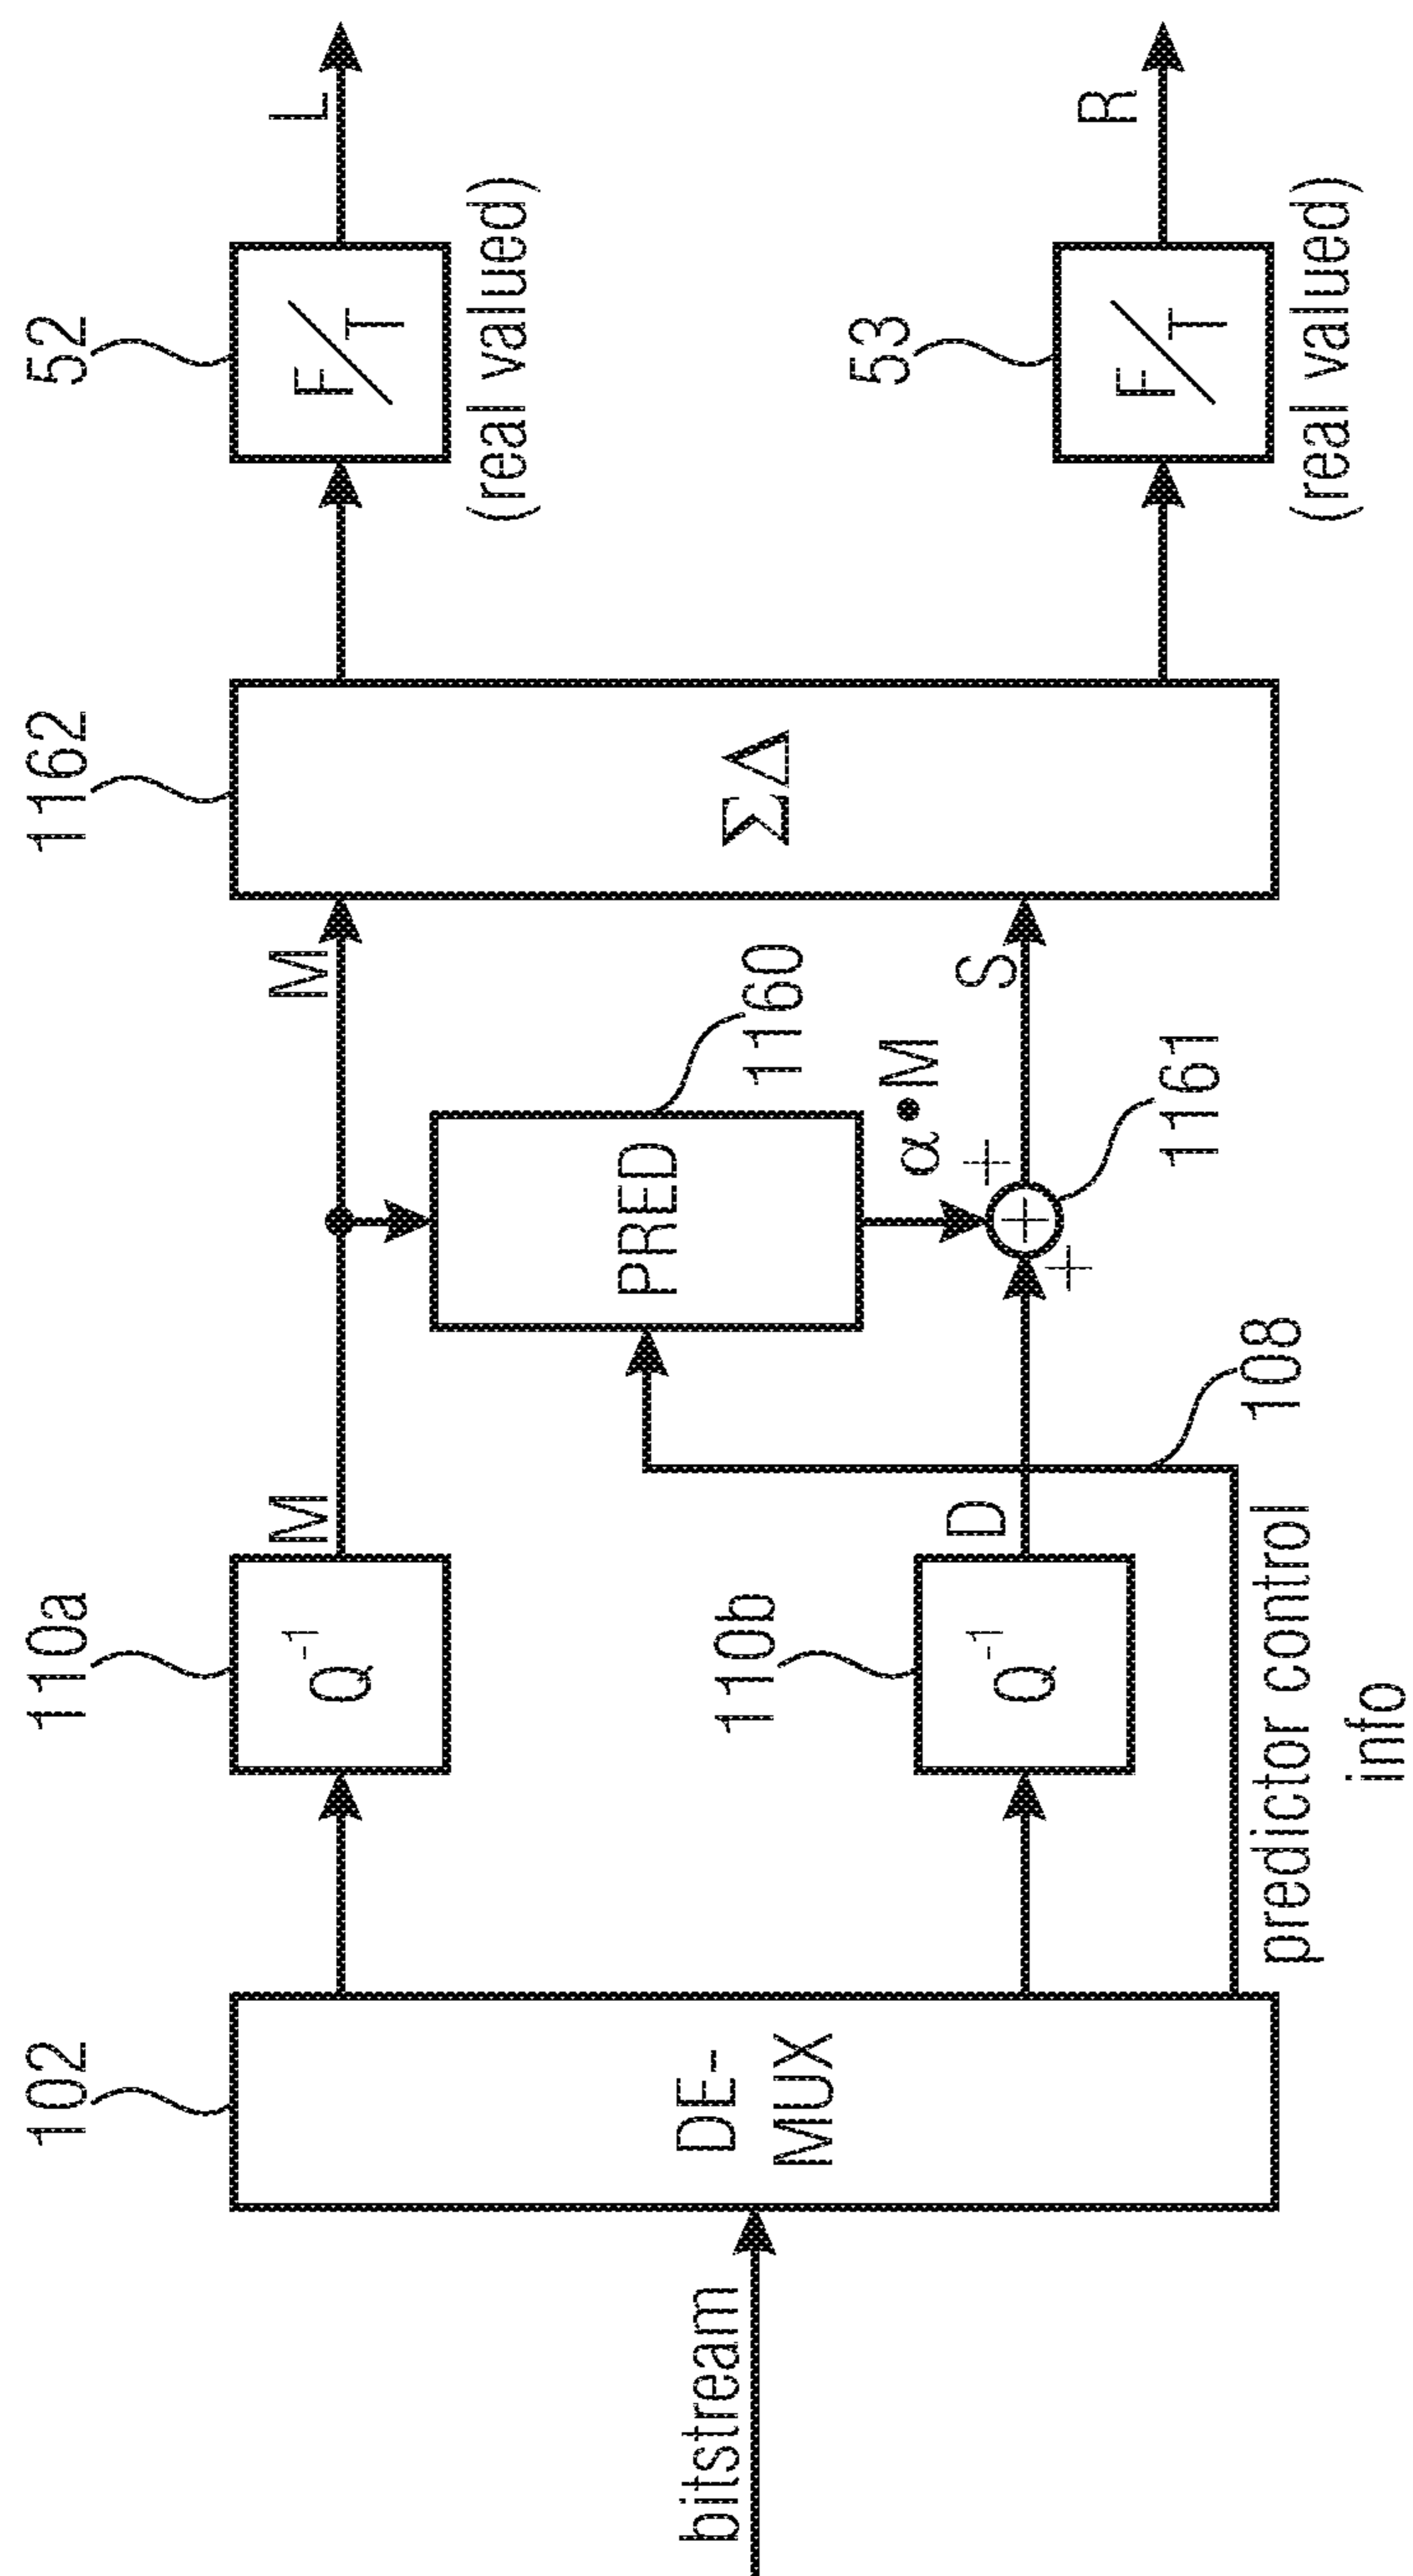 bitstream
102
DE-
MUX
110a
Q⁻¹
110b
Q⁻¹
predictor control
info
108
M
D
PRED
1160
α•M
+
+
+
1161
M
S
1162
ΣΔ
52
F/T
(real valued)
L
53
F/T
(real valued)
R